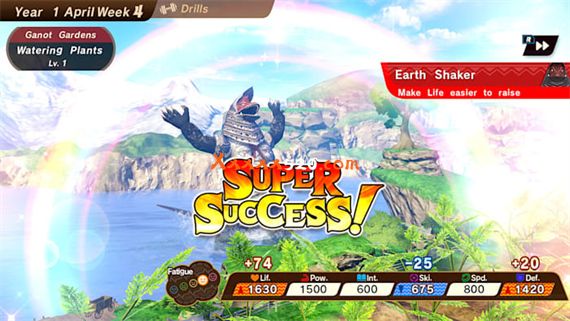 Year 1 April Week 4
Drills
Ganot Gardens
Watering Plants
Lv. 1
R
Earth Shaker
Make Life easier to raise
SUPER
SUCCESS!
+74
-25
+20
Fatigue
Lif. Pow. Int. Ski. Spd. Def.
1630 1500 600 675 800 1420